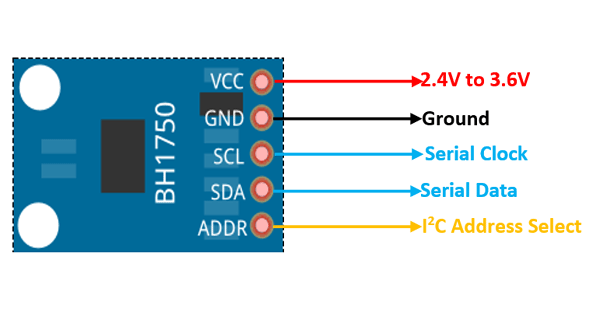 VCC 2.4V to 3.6V
GND Ground
SCL Serial Clock
SDA Serial Data
ADDR I²C Address Select
BH1750